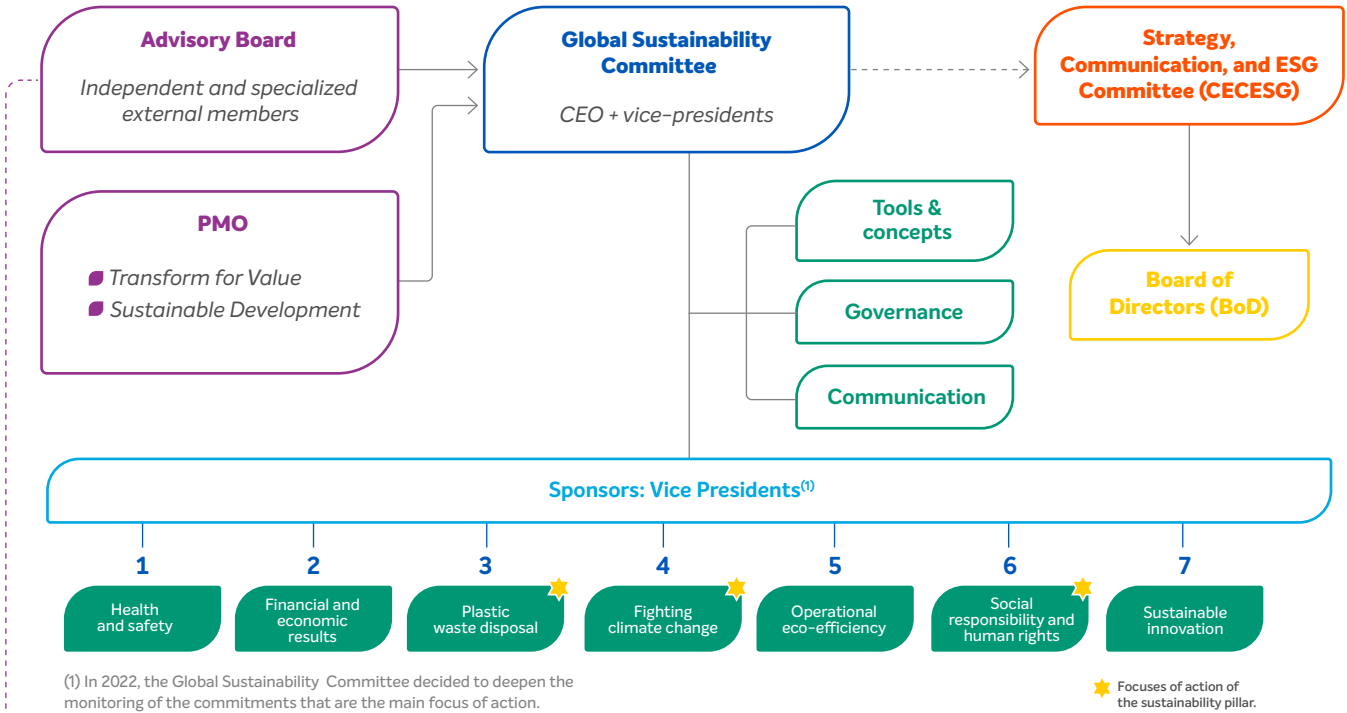 Advisory Board
Independent and specialized
external members
Global Sustainability
Committee
CEO + vice-presidents
Strategy,
Communication, and ESG
Committee (CECESG)
PMO
Transform for Value
Sustainable Development
Tools &
concepts
Governance
Communication
Board of
Directors (BoD)
Sponsors: Vice Presidents(1)
1
Health
and safety
2
Financial and
economic
results
3
Plastic
waste disposal
4
Fighting
climate change
5
Operational
eco-efficiency
6
Social
responsibility and
human rights
7
Sustainable
innovation
(1) In 2022, the Global Sustainability Committee decided to deepen the
monitoring of the commitments that are the main focus of action.
Focuses of action of
the sustainability pillar.